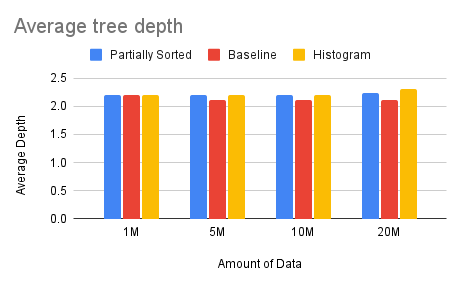 Average tree depth
Partially Sorted Baseline Histogram
2.5
2.0
1.5
1.0
0.5
0.0
Average Depth
1M 5M 10M 20M
Amount of Data